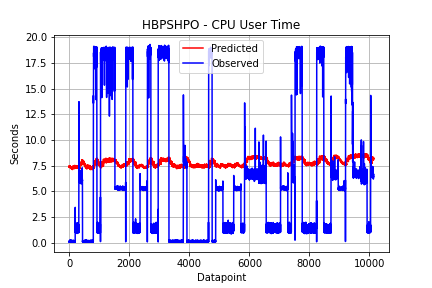 HBPSHPO - CPU User Time
20.0
17.5
15.0
12.5
10.0
7.5
5.0
2.5
0.0
Seconds
Predicted
Observed
0 2000 4000 6000 8000 10000
Datapoint